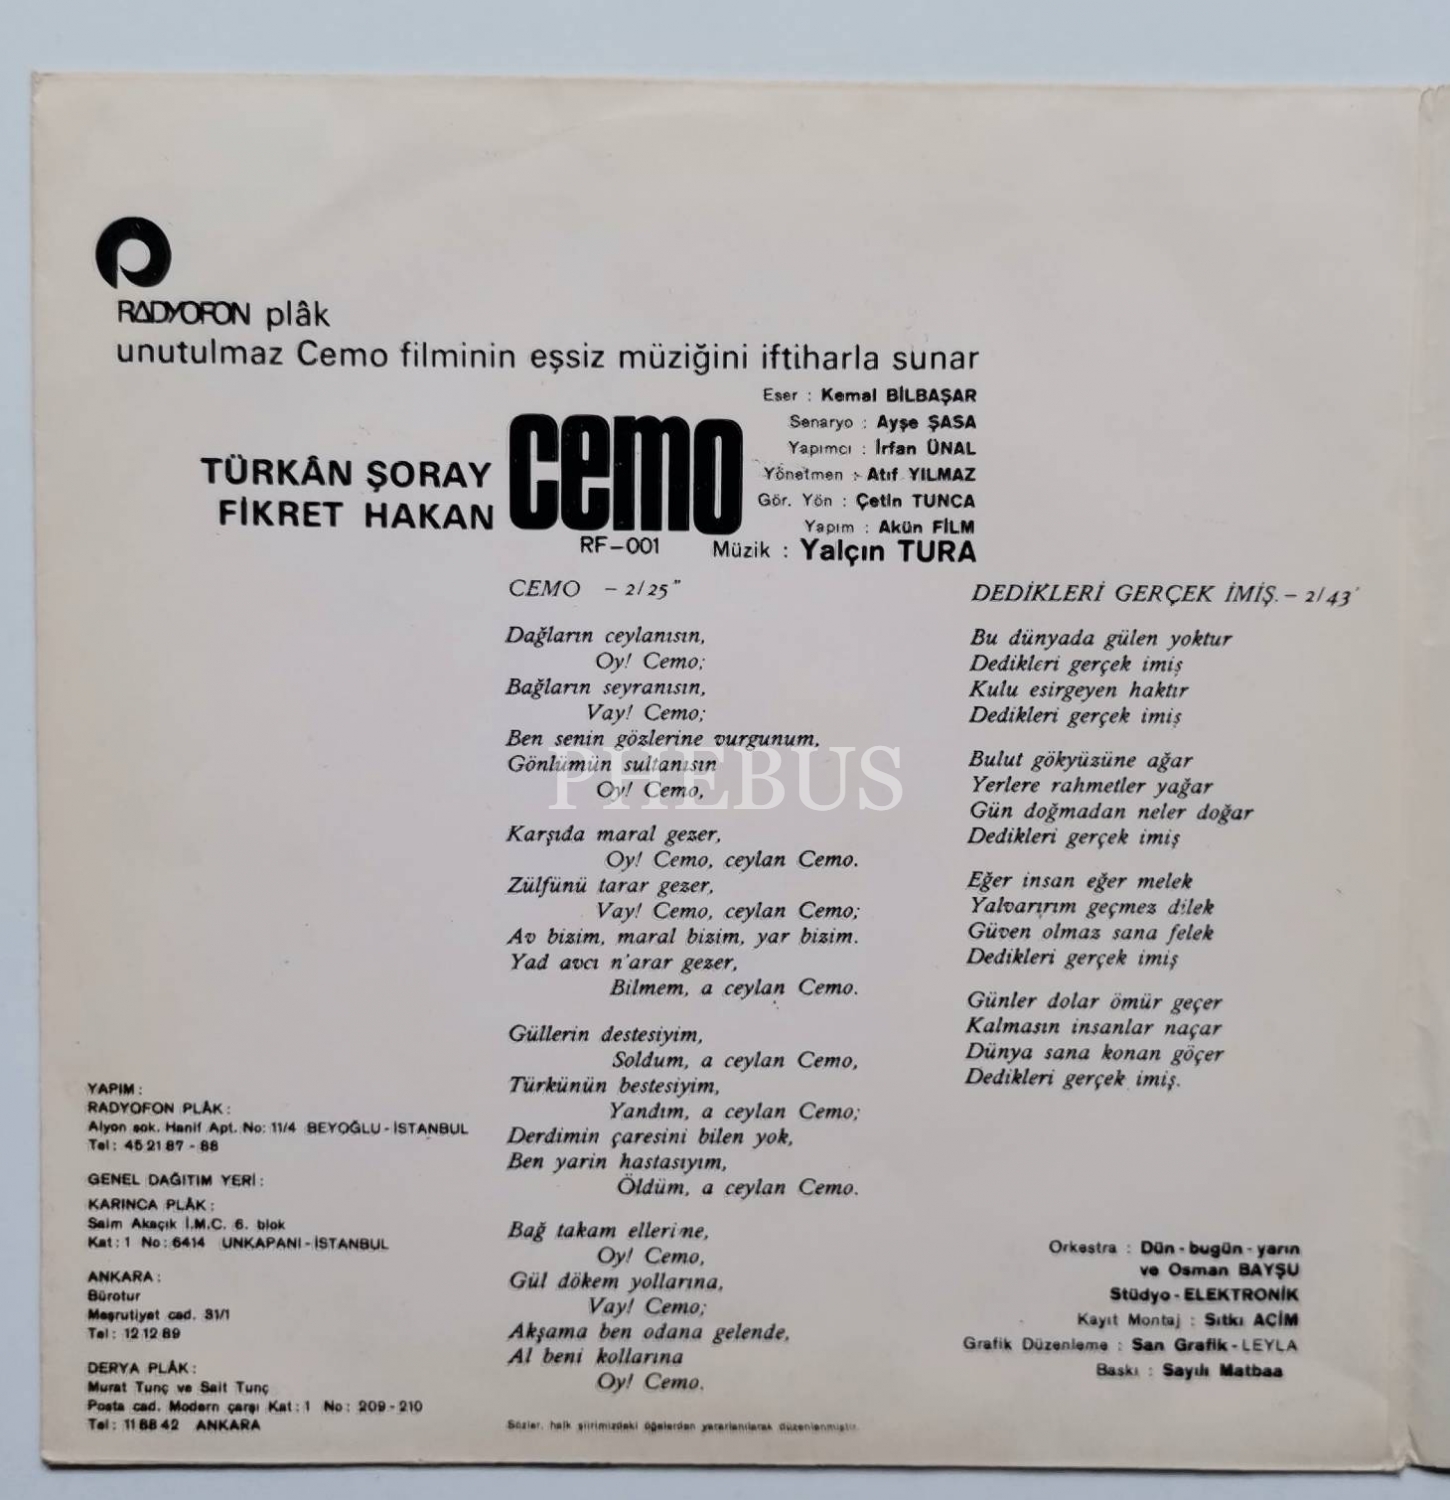 RADYOFON plâk
unutulmaz Cemo filminin eşsiz müziğini iftiharla sunar
Eser : Kemal BİLBAŞAR
Senaryo : Ayşe ŞASA
Yapımcı : İrfan ÜNAL
Yönetmen : Atıf YILMAZ
Gör. Yön : Çetin TUNCA
Yapım : Akün FİLM
Müzik : Yalçın TURA
TÜRKÂN ŞORAY
FİKRET HAKAN
cemo
RF-001
CEMO - 2/25"
Dağların ceylanısın,
Oy! Cemo;
Bağların seyranısın,
Vay! Cemo;
Ben senin gözlerine vurgunum,
Gönlümün sultanısın
Oy! Cemo,
Karşıda maral gezer,
Oy! Cemo, ceylan Cemo.
Zülfünü tarar gezer,
Vay! Cemo, ceylan Cemo;
Av bizim, maral bizim, yar bizim.
Yad avcı n'arar gezer,
Bilmem, a ceylan Cemo.
Güllerin destesiyim,
Soldum, a ceylan Cemo,
Türkünün bestesiyim,
Yandım, a ceylan Cemo;
Derdimin çaresini bilen yok,
Ben yarin hastasıyım,
Öldüm, a ceylan Cemo.
Bağ takam ellerine,
Oy! Cemo,
Gül dökem yollarına,
Vay! Cemo;
Akşama ben odana gelende,
Al beni kollarına
Oy! Cemo.
Sözler, halk şiirimizdeki öğelerden yararlanılarak düzenlenmiştir.
DEDİKLERİ GERÇEK İMİŞ. - 2/43'
Bu dünyada gülen yoktur
Dedikleri gerçek imiş
Kulu esirgeyen haktır
Dedikleri gerçek imiş
Bulut gökyüzüne ağar
Yerlere rahmetler yağar
Gün doğmadan neler doğar
Dedikleri gerçek imiş
Eğer insan eğer melek
Yalvarırım geçmez dilek
Güven olmaz sana felek
Dedikleri gerçek imiş
Günler dolar ömür geçer
Kalmasın insanlar naçar
Dünya sana konan göçer
Dedikleri gerçek imiş.
YAPIM :
RADYOFON PLÂK :
Alyon sok. Hanif Apt. No: 11/4 BEYOĞLU - İSTANBUL
Tel : 45 21 87 - 88
GENEL DAĞITIM YERİ :
KARINCA PLÂK :
Saim Akaçık İ.M.C. 6. blok
Kat : 1 No : 6414 UNKAPANI - İSTANBUL
ANKARA :
Bürotur
Meşrutiyet cad. 31/1
Tel : 12 12 89
DERYA PLÂK :
Murat Tunç ve Sait Tunç
Posta cad. Modern çarşı Kat : 1 No : 209 - 210
Tel : 11 88 42 ANKARA
Orkestra : Dün - bugün - yarın
ve Osman BAYŞU
Stüdyo - ELEKTRONİK
Kayıt Montaj : Sıtkı ACİM
Grafik Düzenleme : San Grafik - LEYLA
Baskı : Sayılı Matbaa
PHEBUS